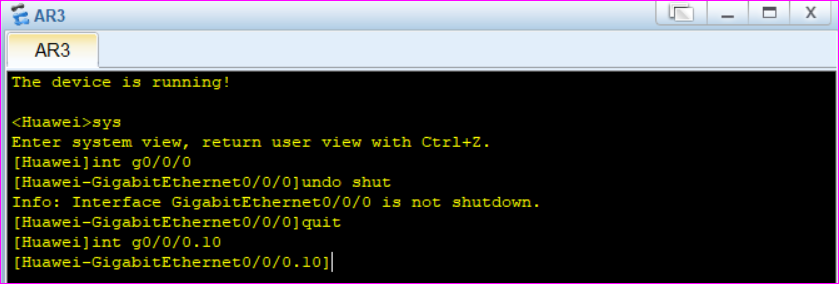 AR3
AR3
The device is running!
<Huawei>sys
Enter system view, return user view with Ctrl+Z.
[Huawei]int g0/0/0
[Huawei-GigabitEthernet0/0/0]undo shut
Info: Interface GigabitEthernet0/0/0 is not shutdown.
[Huawei-GigabitEthernet0/0/0]quit
[Huawei]int g0/0/0.10
[Huawei-GigabitEthernet0/0/0.10]